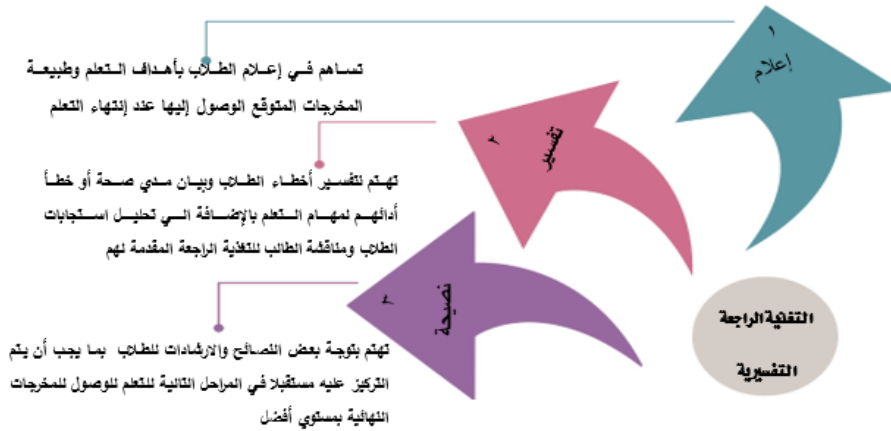 ١
إعلام
تساهم في إعلام الطلاب بأهداف التعلم وطبيعة
المخرجات المتوقع الوصول إليها عند إنتهاء التعلم
٢
تفسير
تهتم بتفسير أخطاء الطلاب وبيان مدي صحة أو خطأ
أدائهم لمهام التعلم بالإضافة الي تحليل استجابات
الطلاب ومناقشة الطالب للتغذية الراجعة المقدمة لهم
٣
نصيحة
تهتم بتوجة بعض النصائح والارشادات للطلاب بما يجب أن يتم
التركيز عليه مستقبلا في المراحل التالية للتعلم للوصول للمخرجات
النهائية بمستوي أفضل
التغذية الراجعة
التفسيرية